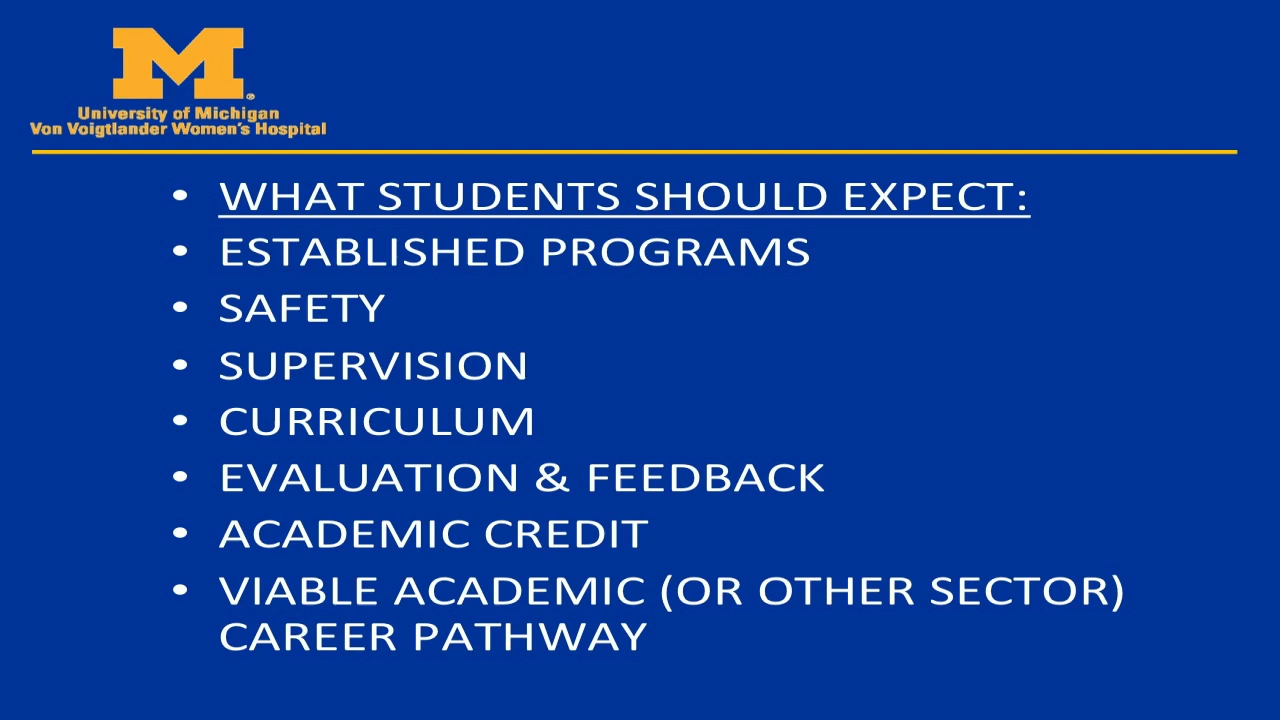 M®
University of Michigan
Von Voigtlander Women's Hospital
• WHAT STUDENTS SHOULD EXPECT:
• ESTABLISHED PROGRAMS
• SAFETY
• SUPERVISION
• CURRICULUM
• EVALUATION & FEEDBACK
• ACADEMIC CREDIT
• VIABLE ACADEMIC (OR OTHER SECTOR)
CAREER PATHWAY